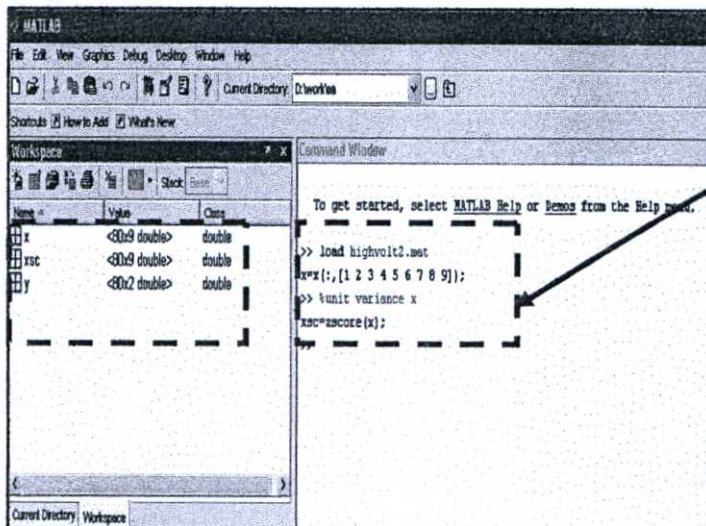 MATLAB
File Edit View Graphics Debug Desktop Window Help
Current Directory: D:\work\ea
Shortcuts How to Add What's New
Workspace
Command Window
Stack: Base
Name Value Class
x <80x9 double> double
xsc <80x9 double> double
y <80x2 double> double
To get started, select MATLAB Help or Demos from the Help menu.
>> load highvolt2.mat
x=x(:,[1 2 3 4 5 6 7 8 9]);
>> %unit variance x
xsc=zscore(x);
>>
Current Directory Workspace